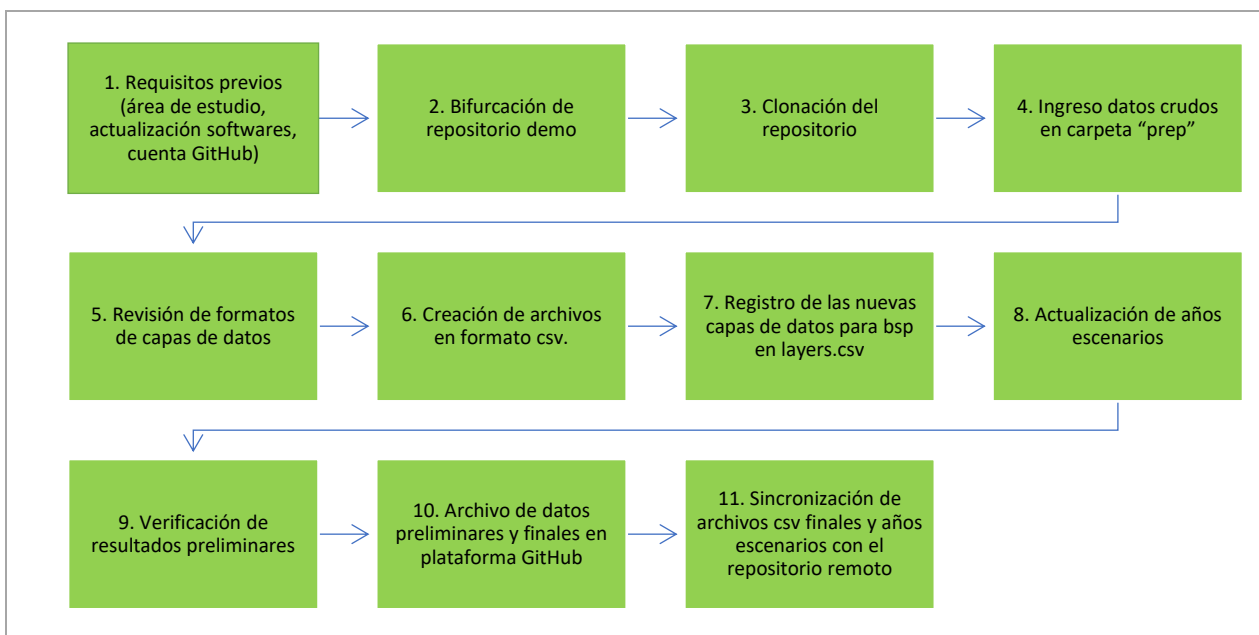 1. Requisitos previos
(área de estudio,
actualización softwares,
cuenta GitHub)
2. Bifurcación de
repositorio demo
3. Clonación del
repositorio
4. Ingreso datos crudos
en carpeta “prep”
5. Revisión de formatos
de capas de datos
6. Creación de archivos
en formato csv.
7. Registro de las nuevas
capas de datos para bsp
en layers.csv
8. Actualización de años
escenarios
9. Verificación de
resultados preliminares
10. Archivo de datos
preliminares y finales en
plataforma GitHub
11. Sincronización de
archivos csv finales y años
escenarios con el
repositorio remoto